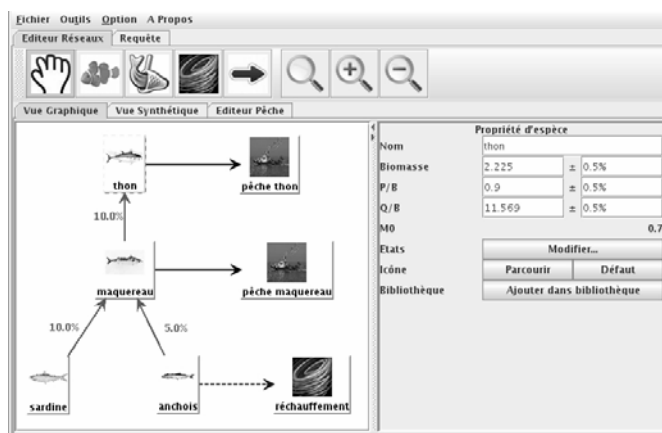 Fichier Outils Option A Propos
Editeur Réseaux Requête
Vue Graphique Vue Synthétique Editeur Pêche
thon
pêche thon
10.0%
maquereau
pêche maquereau
10.0%
5.0%
sardine
anchois
réchauffement
Propriété d'espèce
Nom thon
Biomasse 2.225 ± 0.5%
P/B 0.9 ± 0.5%
Q/B 11.569 ± 0.5%
M0 0.7
Etats Modifier...
Icône Parcourir Défaut
Bibliothèque Ajouter dans bibliothèque